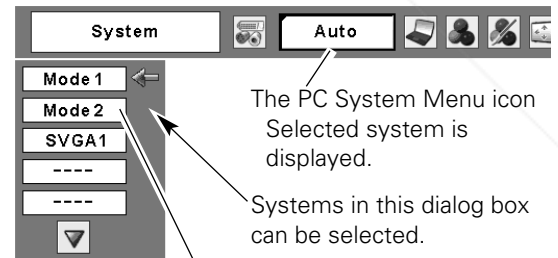 System
Auto
Mode 1
Mode 2
SVGA1
----
----
The PC System Menu icon
Selected system is
displayed.
Systems in this dialog box
can be selected.